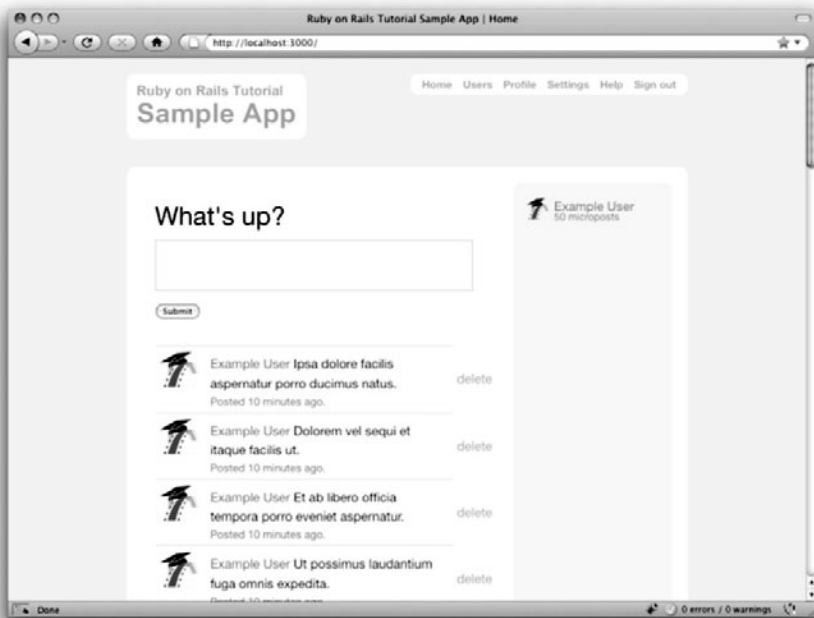 Ruby on Rails Tutorial Sample App | Home
http://localhost:3000/
Ruby on Rails Tutorial
Sample App
Home Users Profile Settings Help Sign out
What's up?
Example User
50 microposts
Submit
Example User Ipsa dolore facilis
aspernatur porro ducimus natus.
Posted 10 minutes ago.
delete
Example User Dolorem vel sequi et
itaque facilis ut.
Posted 10 minutes ago.
delete
Example User Et ab libero officia
tempora porro eveniet aspernatur.
Posted 10 minutes ago.
delete
Example User Ut possimus laudantium
fuga omnis expedita.
Posted 10 minutes ago.
delete
Done
0 errors / 0 warnings